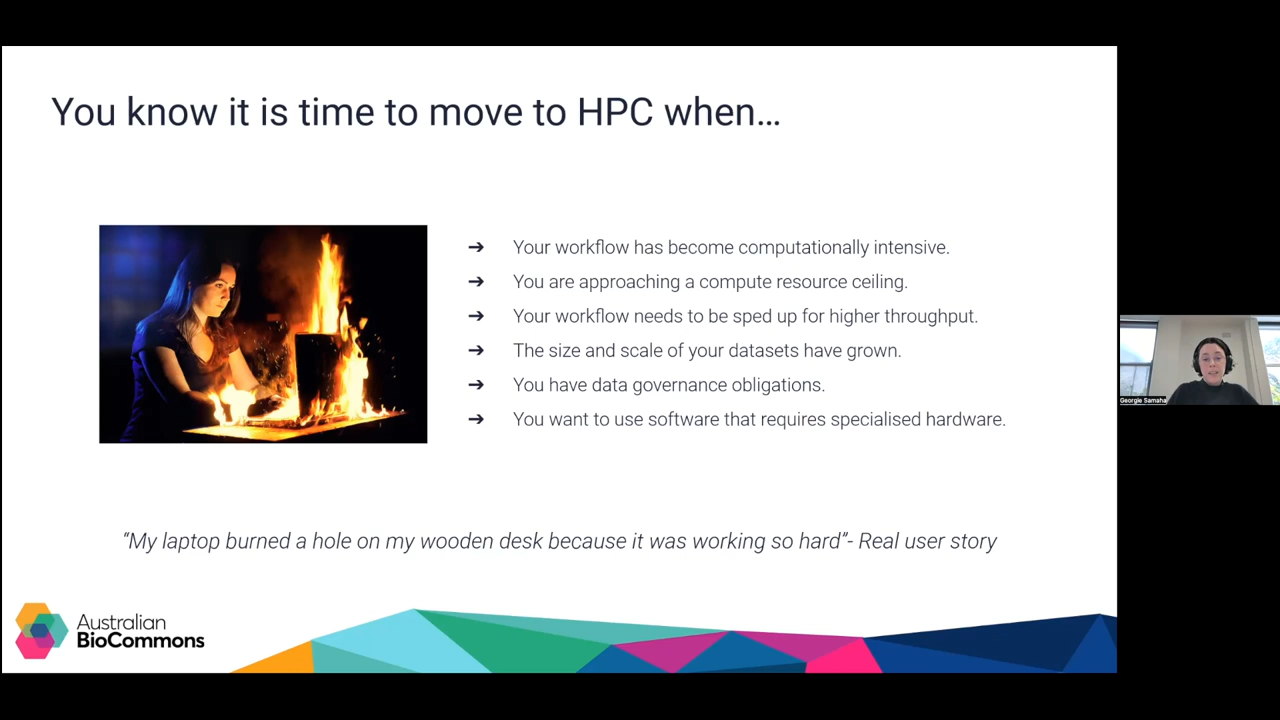 You know it is time to move to HPC when…
➔ Your workflow has become computationally intensive.
➔ You are approaching a compute resource ceiling.
➔ Your workflow needs to be sped up for higher throughput.
➔ The size and scale of your datasets have grown.
➔ You have data governance obligations.
➔ You want to use software that requires specialised hardware.
“My laptop burned a hole on my wooden desk because it was working so hard”- Real user story
Australian
BioCommons
Georgie Samaha